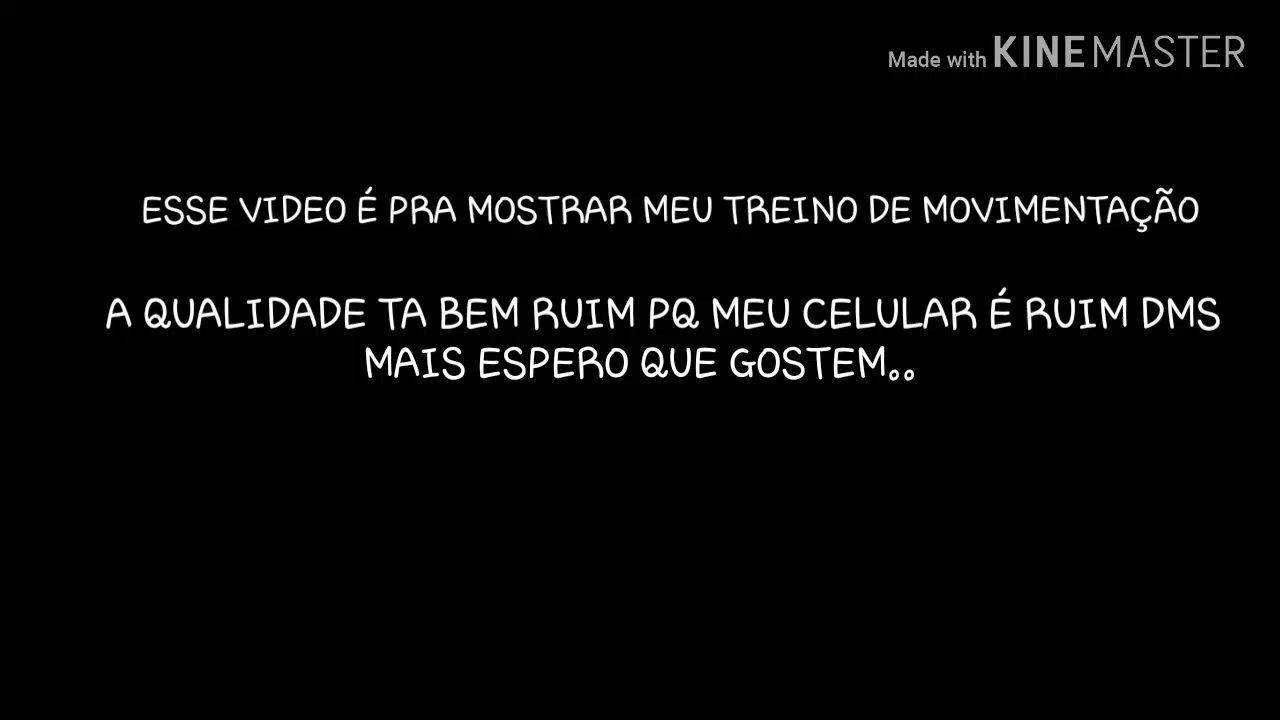 Made with KINEMASTER
ESSE VIDEO É PRA MOSTRAR MEU TREINO DE MOVIMENTAÇÃO
A QUALIDADE TA BEM RUIM PQ MEU CELULAR É RUIM DMS
MAIS ESPERO QUE GOSTEM..